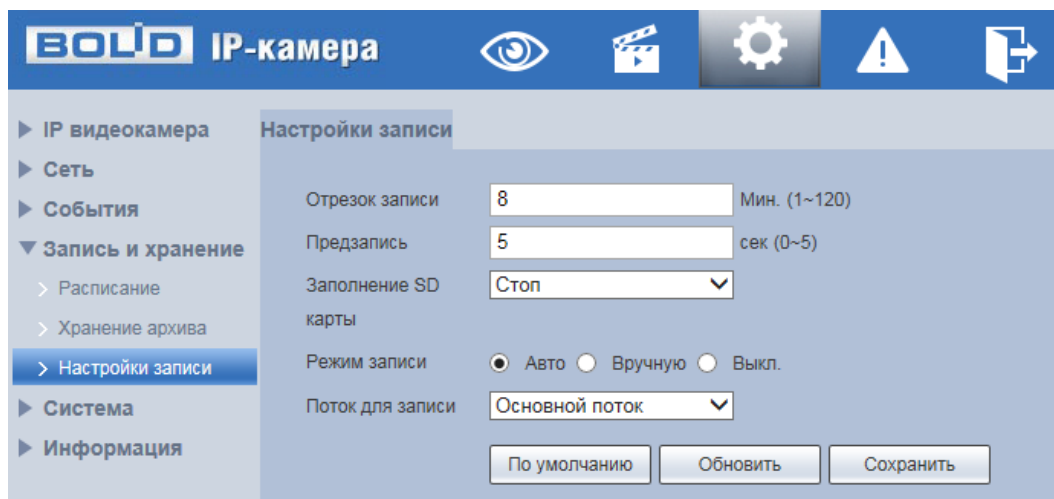 BOLID IP-камера
IP видеокамера
Сеть
События
Запись и хранение
Расписание
Хранение архива
Настройки записи
Система
Информация
Настройки записи
Отрезок записи 8 Мин. (1~120)
Предзапись 5 сек (0~5)
Заполнение SD карты Стоп
Режим записи Авто Вручную Выкл.
Поток для записи Основной поток
По умолчанию Обновить Сохранить